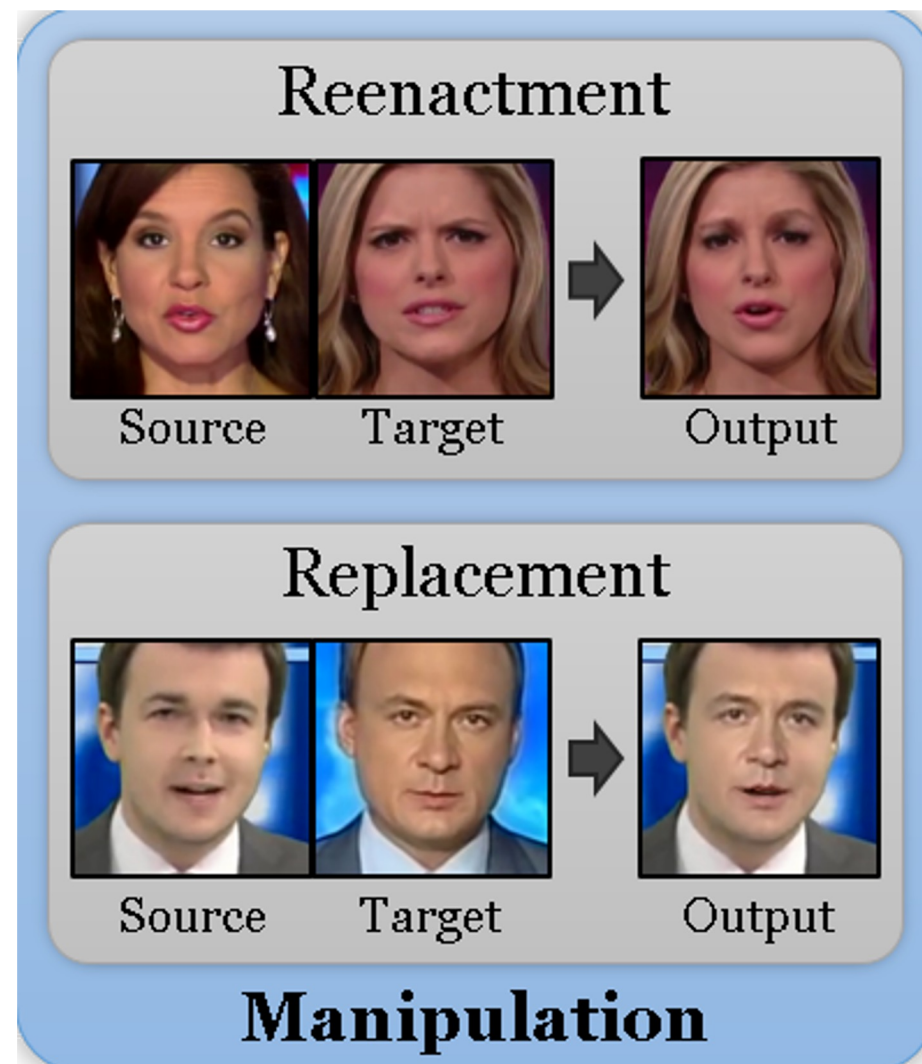 Reenactment
Source Target Output
Replacement
Source Target Output
Manipulation